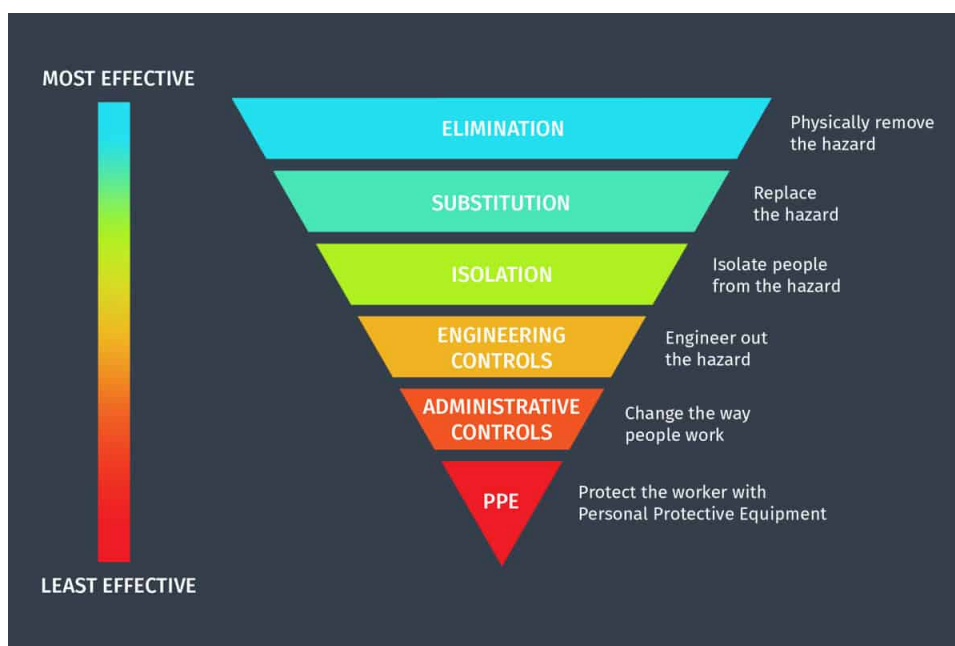 MOST EFFECTIVE
ELIMINATION
Physically remove
the hazard
SUBSTITUTION
Replace
the hazard
ISOLATION
Isolate people
from the hazard
ENGINEERING
CONTROLS
Engineer out
the hazard
ADMINISTRATIVE
CONTROLS
Change the way
people work
PPE
Protect the worker with
Personal Protective Equipment
LEAST EFFECTIVE